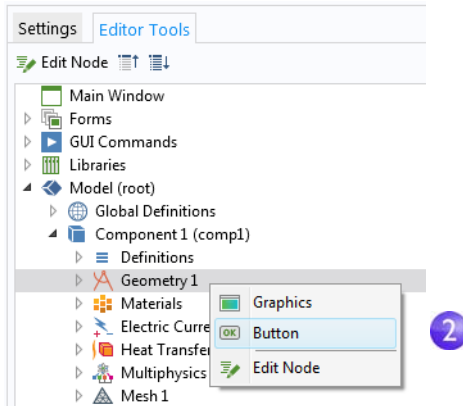 Settings Editor Tools
Edit Node
Main Window
Forms
GUI Commands
Libraries
Model (root)
Global Definitions
Component 1 (comp1)
Definitions
Geometry 1
Materials
Graphics
Electric Curre
OK Button
2
Heat Transfer
Multiphysics
Edit Node
Mesh 1